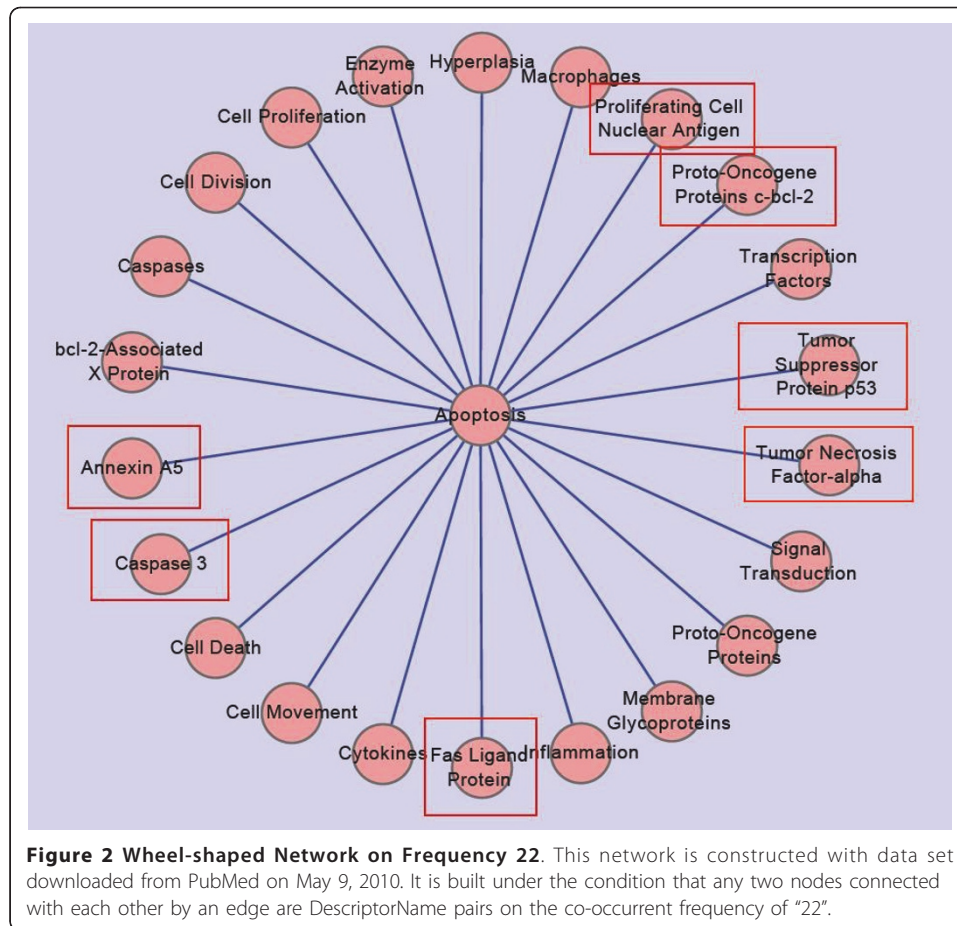 Hyperplasia
Enzyme
Activation
Macrophages
Cell Proliferation
Proliferating Cell
Nuclear Antigen
Cell Division
Proto-Oncogene
Proteins c-bcl-2
Caspases
Transcription
Factors
bcl-2-Associated
X Protein
Tumor
Suppressor
Protein p53
Apoptosis
Annexin A5
Tumor Necrosis
Factor-alpha
Caspase 3
Signal
Transduction
Cell Death
Proto-Oncogene
Proteins
Cell Movement
Membrane
Glycoproteins
Cytokines
Fas Ligand
Protein
Inflammation
Figure 2 Wheel-shaped Network on Frequency 22. This network is constructed with data set
downloaded from PubMed on May 9, 2010. It is built under the condition that any two nodes connected
with each other by an edge are DescriptorName pairs on the co-occurrent frequency of "22".